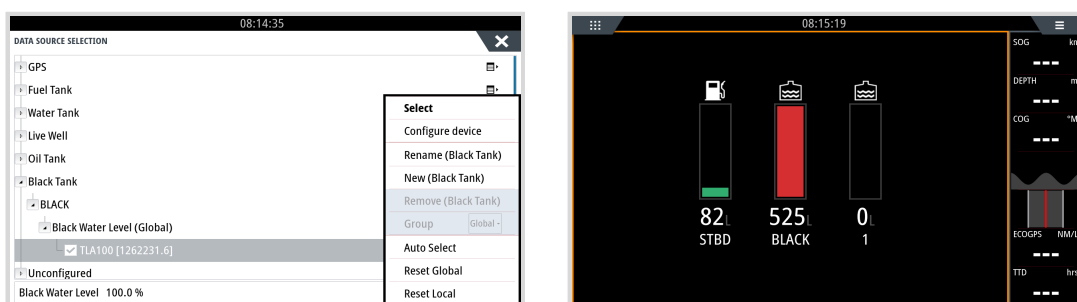 08:14:35
DATA SOURCE SELECTION
GPS
Fuel Tank
Water Tank
Live Well
Oil Tank
Black Tank
BLACK
Black Water Level (Global)
TLA100 [1262231.6]
Unconfigured
Black Water Level 100.0 %
Select
Configure device
Rename (Black Tank)
New (Black Tank)
Remove (Black Tank)
Group Global -
Auto Select
Reset Global
Reset Local
08:15:19
82L
STBD
525L
BLACK
0L
1
SOG kn
---
DEPTH m
---
COG °M
---
ECOGPS NM/L
---
TTD hrs
---